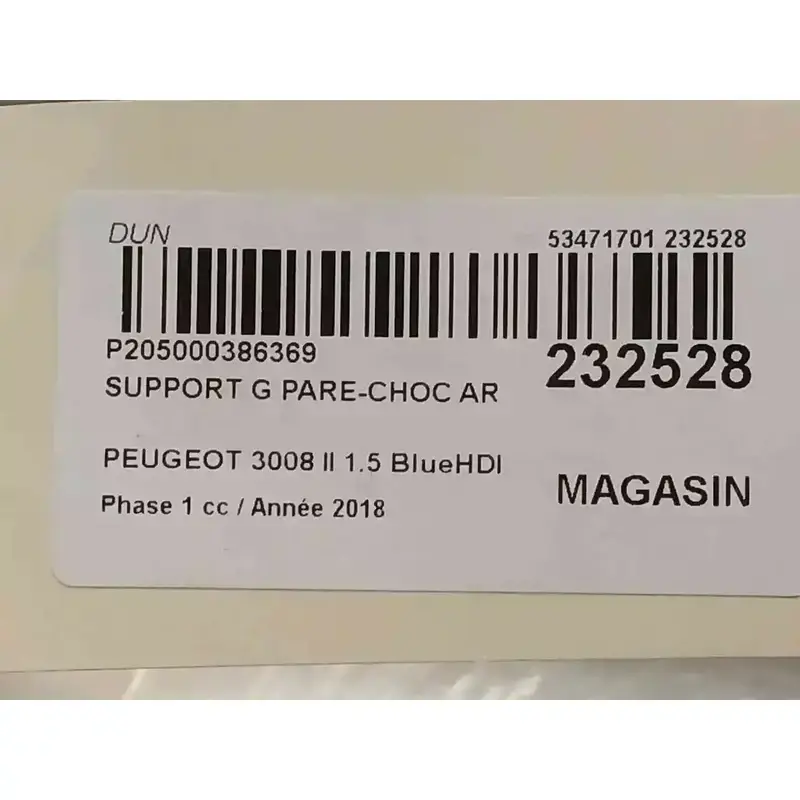 DUN
53471701 232528
P205000386369
232528
SUPPORT G PARE-CHOC AR
PEUGEOT 3008 II 1.5 BlueHDI
MAGASIN
Phase 1 cc / Année 2018